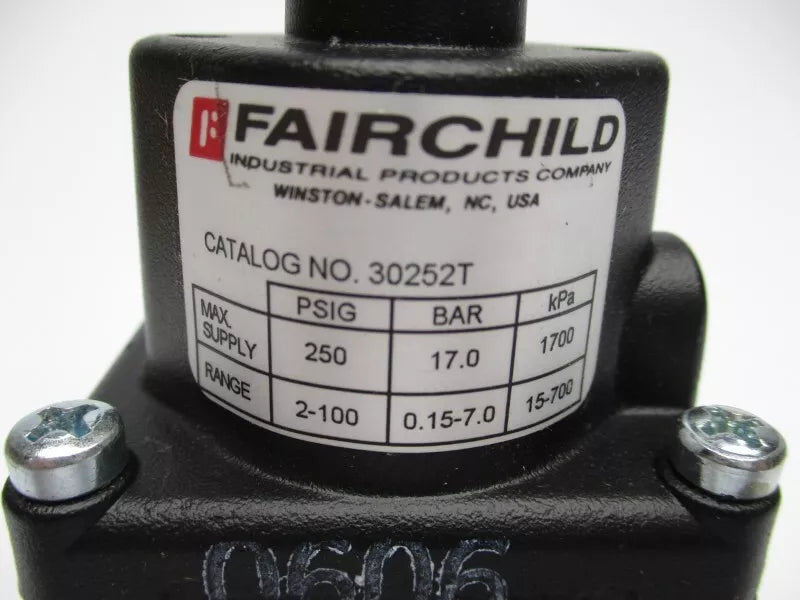 FAIRCHILD
INDUSTRIAL PRODUCTS COMPANY
WINSTON-SALEM, NC, USA
CATALOG NO. 30252T
PSIG BAR kPa
MAX. SUPPLY 250 17.0 1700
RANGE 2-100 0.15-7.0 15-700
0606